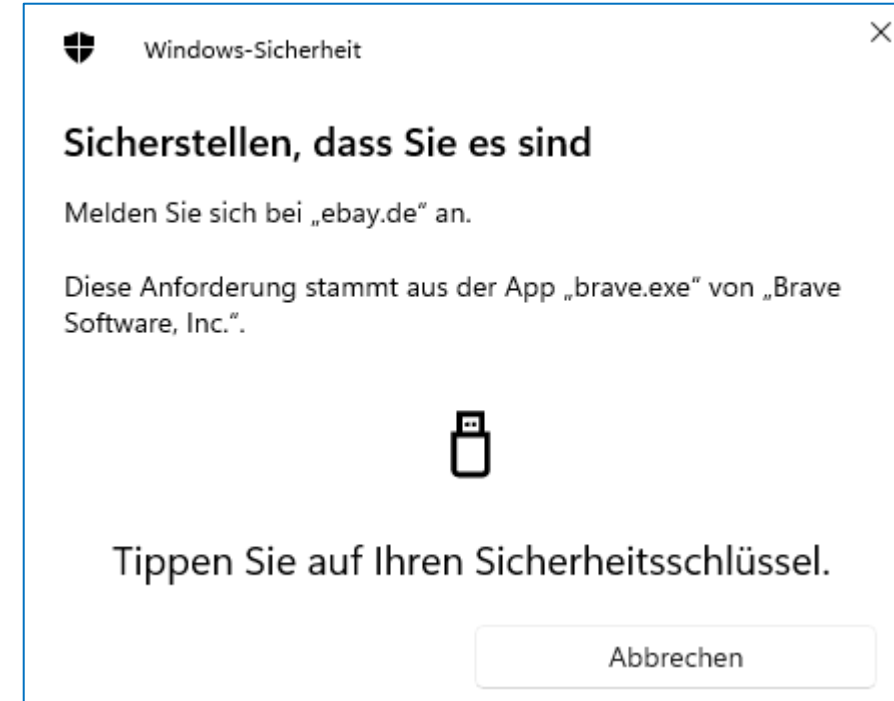 Windows-Sicherheit
Sicherstellen, dass Sie es sind
Melden Sie sich bei „ebay.de“ an.
Diese Anforderung stammt aus der App „brave.exe“ von „Brave
Software, Inc.“.
Tippen Sie auf Ihren Sicherheitsschlüssel.
Abbrechen